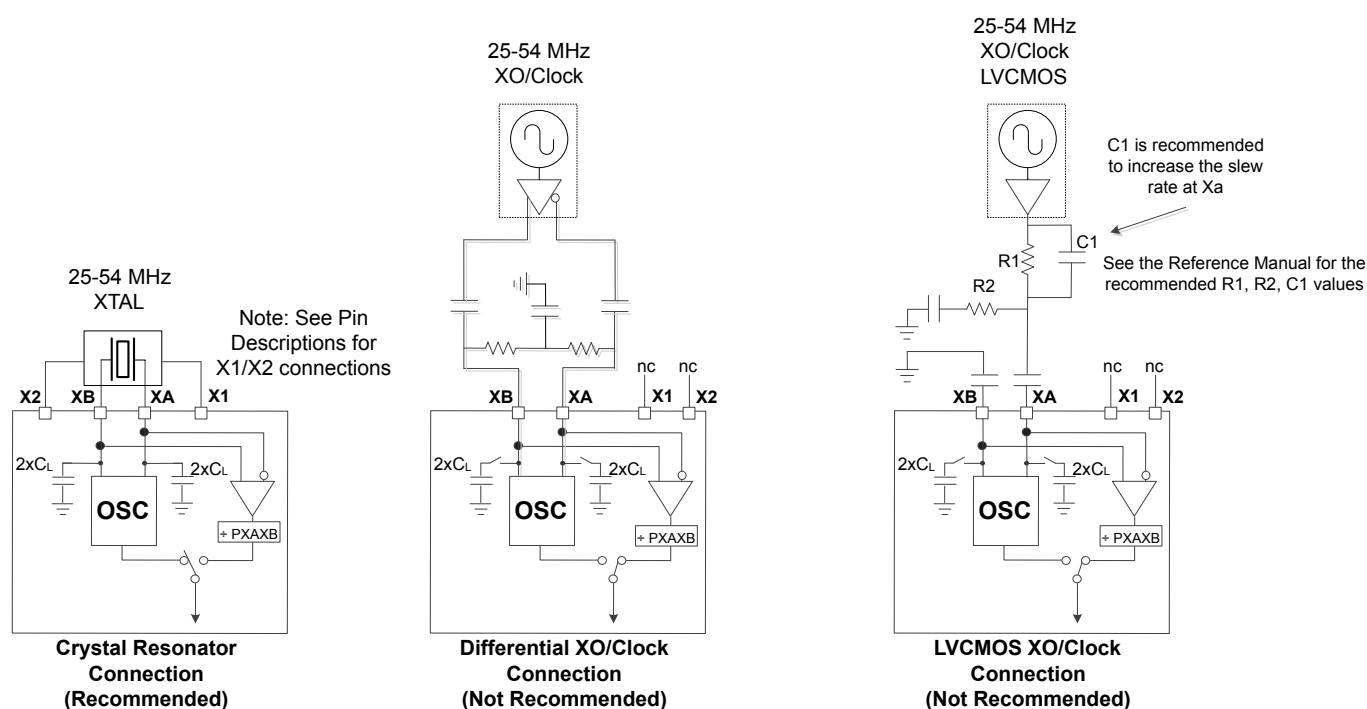 25-54 MHz
XTAL
Note: See Pin
Descriptions for
X1/X2 connections
X2
XB
XA
X1
2xCL
2xCL
OSC
÷ PXAXB
Crystal Resonator
Connection
(Recommended)
25-54 MHz
XO/Clock
nc
nc
XB
XA
X1
X2
2xCL
2xCL
OSC
÷ PXAXB
Differential XO/Clock
Connection
(Not Recommended)
25-54 MHz
XO/Clock
LVCMOS
C1 is recommended
to increase the slew
rate at Xa
C1
R1
See the Reference Manual for the
recommended R1, R2, C1 values
R2
nc
nc
XB
XA
X1
X2
2xCL
2xCL
OSC
÷ PXAXB
LVCMOS XO/Clock
Connection
(Not Recommended)